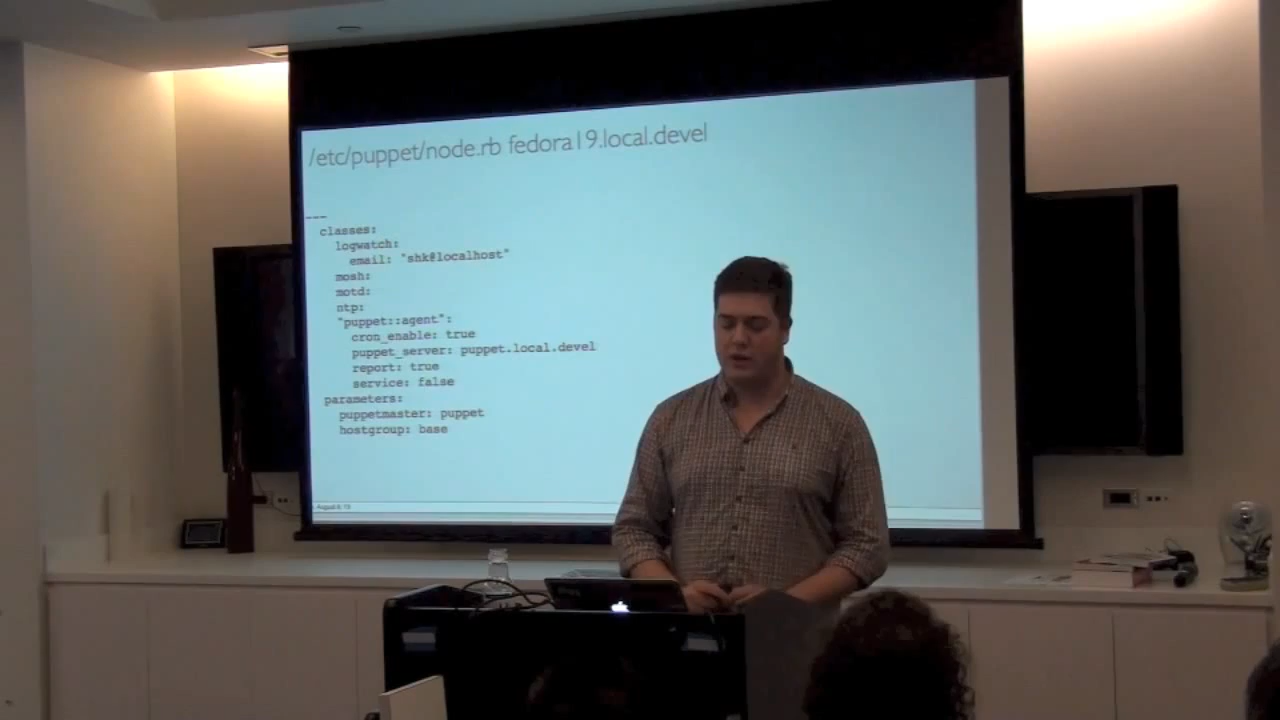 /etc/puppet/node.rb fedora19.local.devel
---
classes:
logwatch:
email: "shk@localhost"
mosh:
motd:
ntp:
"puppet::agent":
cron_enable: true
puppet_server: puppet.local.devel
report: true
service: false
parameters:
puppetmaster: puppet
hostgroup: base